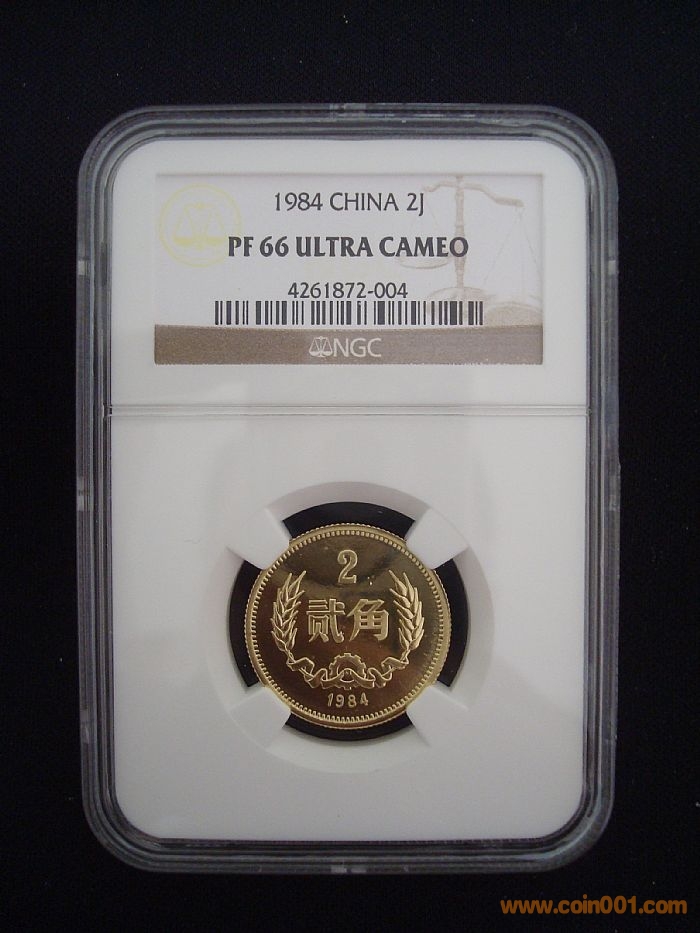 1984 CHINA 2J
PF 66 ULTRA CAMEO
4261872-004
NGC
2
贰角
1984
www.coin001.com